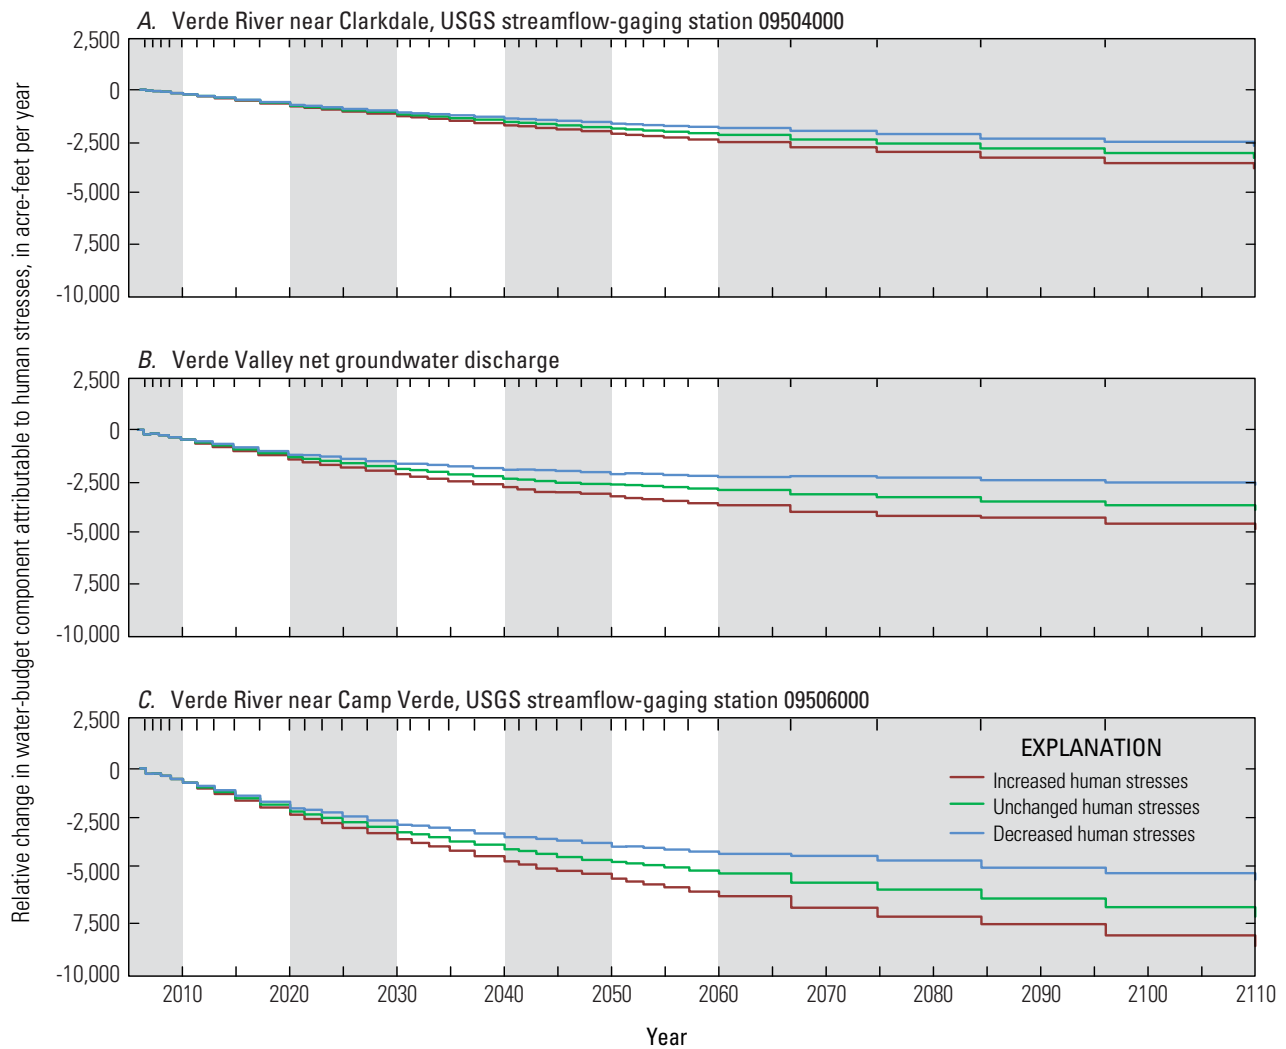 A. Verde River near Clarkdale, USGS streamflow-gaging station 09504000
2,500
0
-2,500
-5,000
7,500
-10,000
B. Verde Valley net groundwater discharge
2,500
0
-2,500
-5,000
7,500
-10,000
C. Verde River near Camp Verde, USGS streamflow-gaging station 09506000
2,500
0
-2,500
-5,000
7,500
-10,000
EXPLANATION
Increased human stresses
Unchanged human stresses
Decreased human stresses
2010 2020 2030 2040 2050 2060 2070 2080 2090 2100 2110
Year
Relative change in water-budget component attributable to human stresses, in acre-feet per year